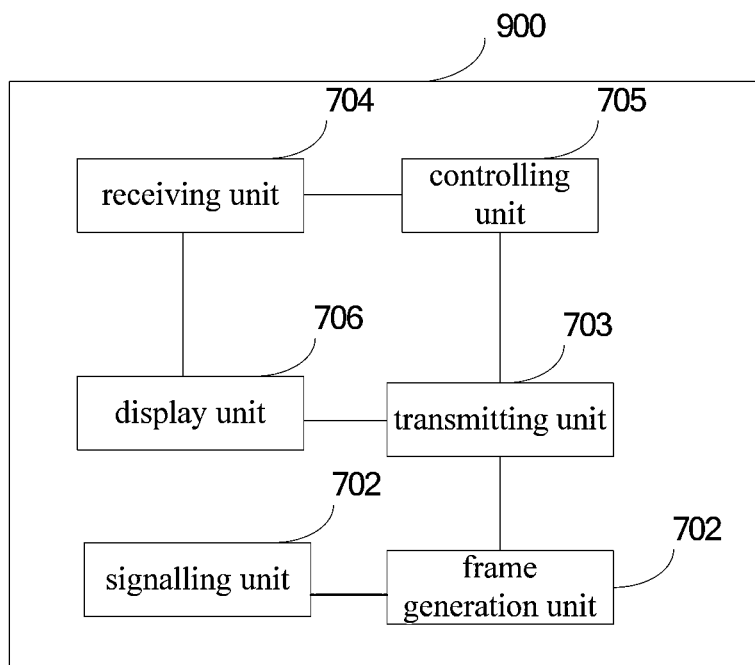 900
704
705
receiving unit
controlling
unit
706
703
display unit
transmitting unit
702
702
signalling unit
frame
generation unit